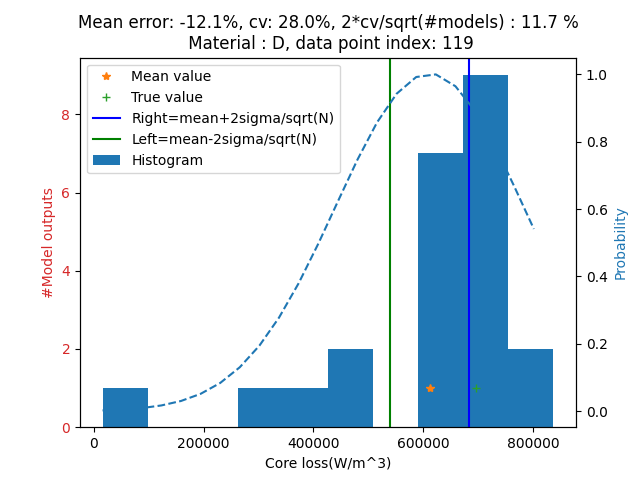 Mean error: -12.1%, cv: 28.0%, 2*cv/sqrt(#models) : 11.7 %
Material : D, data point index: 119
Mean value
True value
Right=mean+2sigma/sqrt(N)
Left=mean-2sigma/sqrt(N)
Histogram
#Model outputs
8
6
4
2
0
1.0
0.8
0.6
0.4
0.2
0.0
Probability
0
200000
400000
600000
800000
Core loss(W/m^3)